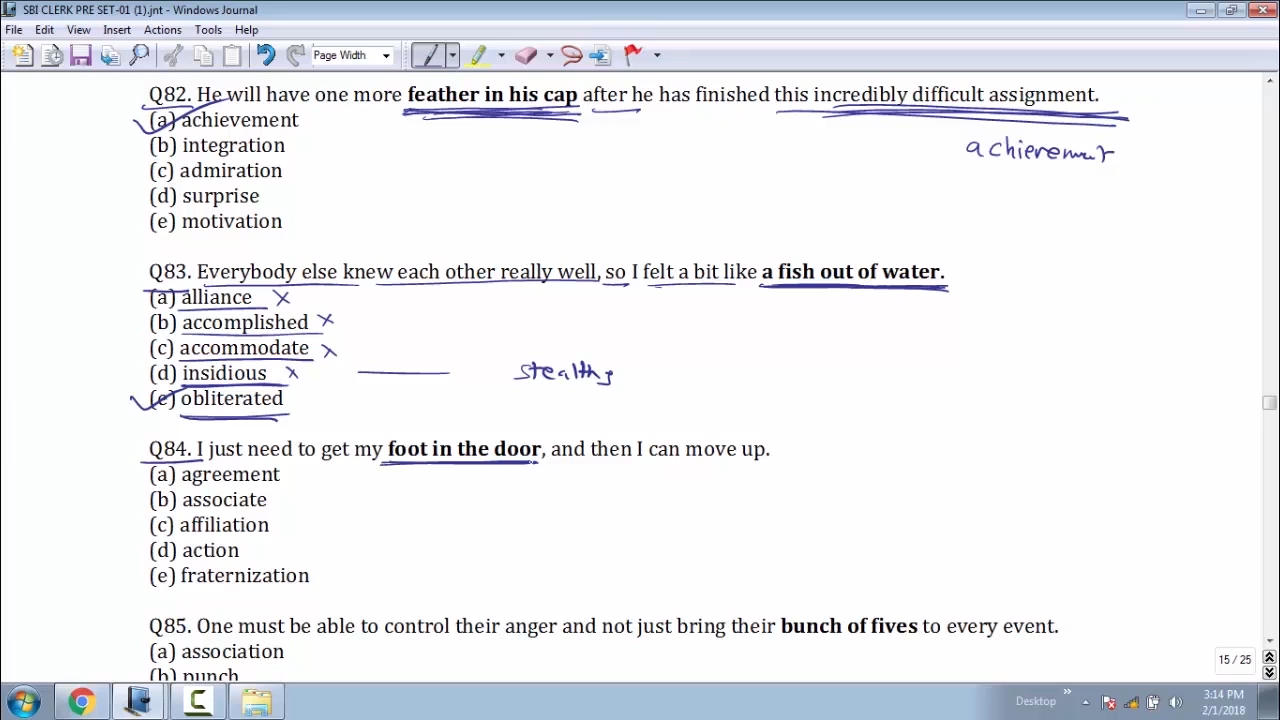 SBI CLERK PRE SET-01 (1).jnt - Windows Journal
File Edit View Insert Actions Tools Help
Page Width
Q82. He will have one more feather in his cap after he has finished this incredibly difficult assignment.
(a) achievement
achievement
(b) integration
(c) admiration
(d) surprise
(e) motivation
Q83. Everybody else knew each other really well, so I felt a bit like a fish out of water.
(a) alliance
(b) accomplished
(c) accommodate
(d) insidious
stealthy
(e) obliterated
Q84. I just need to get my foot in the door, and then I can move up.
(a) agreement
(b) associate
(c) affiliation
(d) action
(e) fraternization
Q85. One must be able to control their anger and not just bring their bunch of fives to every event.
(a) association
(b) punch
15 / 25
Desktop
3:14 PM
2/1/2018